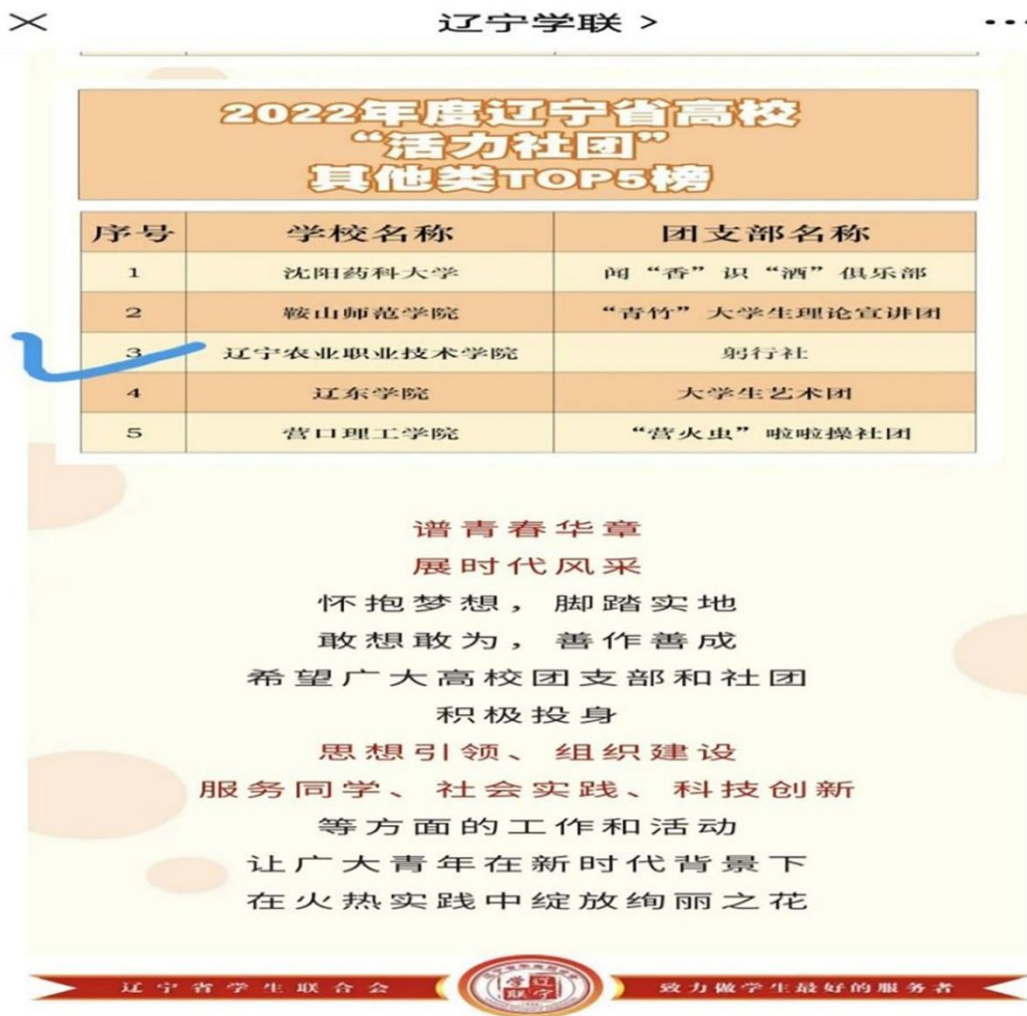 辽宁学联 >
2022年度辽宁省高校
“活力社团”
其他类TOP5榜
序号 学校名称 团支部名称
1 沈阳药科大学 闻“香”识“酒”俱乐部
2 鞍山师范学院 “青竹”大学生理论宣讲团
3 辽宁农业职业技术学院 躬行社
4 辽东学院 大学生艺术团
5 营口理工学院 “营火虫”啦啦操社团
谱青春华章
展时代风采
怀抱梦想，脚踏实地
敢想敢为，善作善成
希望广大高校团支部和社团
积极投身
思想引领、组织建设
服务同学、社会实践、科技创新
等方面的工作和活动
让广大青年在新时代背景下
在火热实践中绽放绚丽之花
辽宁省学生联合会 学联 辽宁 致力做学生最好的服务者